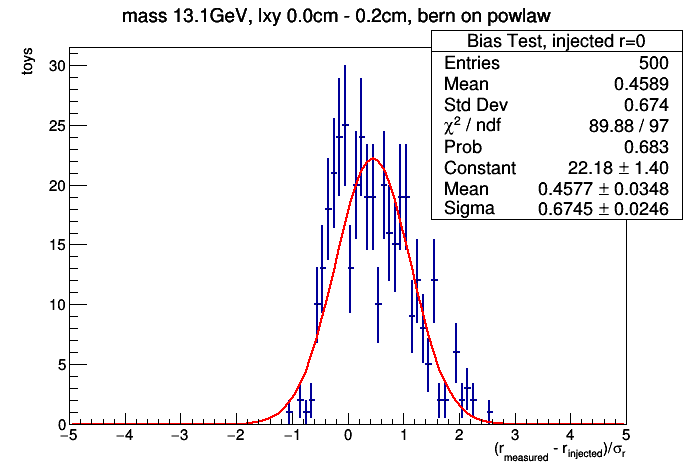 mass 13.1GeV, lxy 0.0cm - 0.2cm, bern on powlaw
Bias Test, injected r=0
Entries 500
Mean 0.4589
Std Dev 0.674
χ² / ndf 89.88 / 97
Prob 0.683
Constant 22.18 ± 1.40
Mean 0.4577 ± 0.0348
Sigma 0.6745 ± 0.0246
toys
30
25
20
15
10
5
0
−5 −4 −3 −2 −1 0 1 2 3 4 5
(r_measured - r_injected)/σ_r